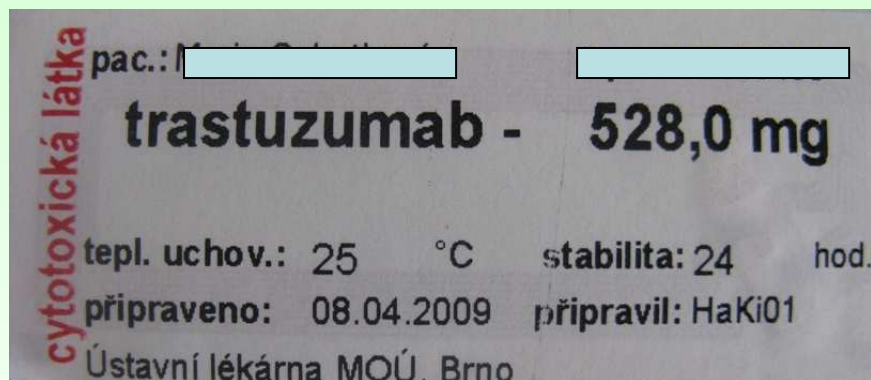 cytotoxická látka
pac.:
trastuzumab - 528,0 mg
tepl. uchov.: 25 °C stabilita: 24 hod.
připraveno: 08.04.2009 připravil: HaKi01
Ústavní lékárna MOÚ, Brno